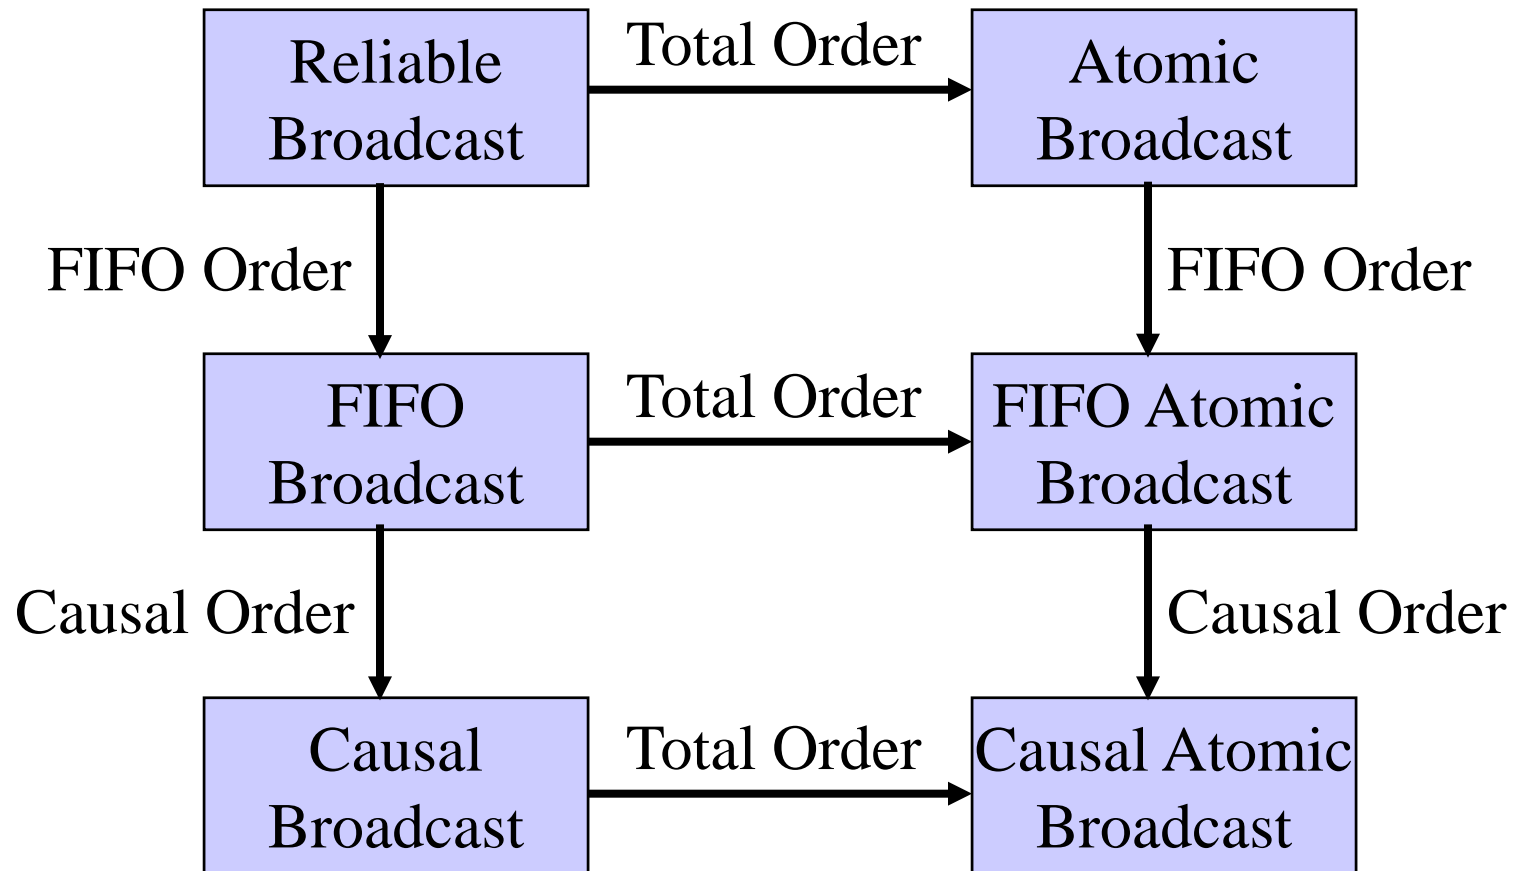 Reliable
Broadcast
Total Order
Atomic
Broadcast
FIFO Order
FIFO Order
FIFO
Broadcast
Total Order
FIFO Atomic
Broadcast
Causal Order
Causal Order
Causal
Broadcast
Total Order
Causal Atomic
Broadcast